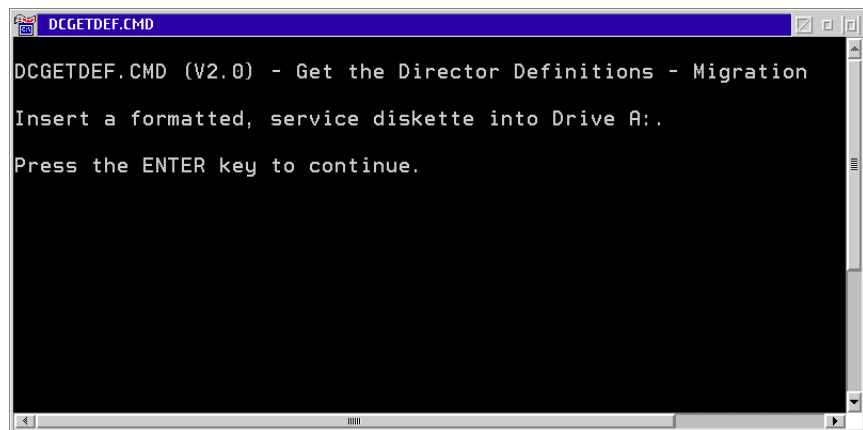 DCGETDEF.CMD
DCGETDEF.CMD (V2.0) - Get the Director Definitions - Migration
Insert a formatted, service diskette into Drive A:.
Press the ENTER key to continue.